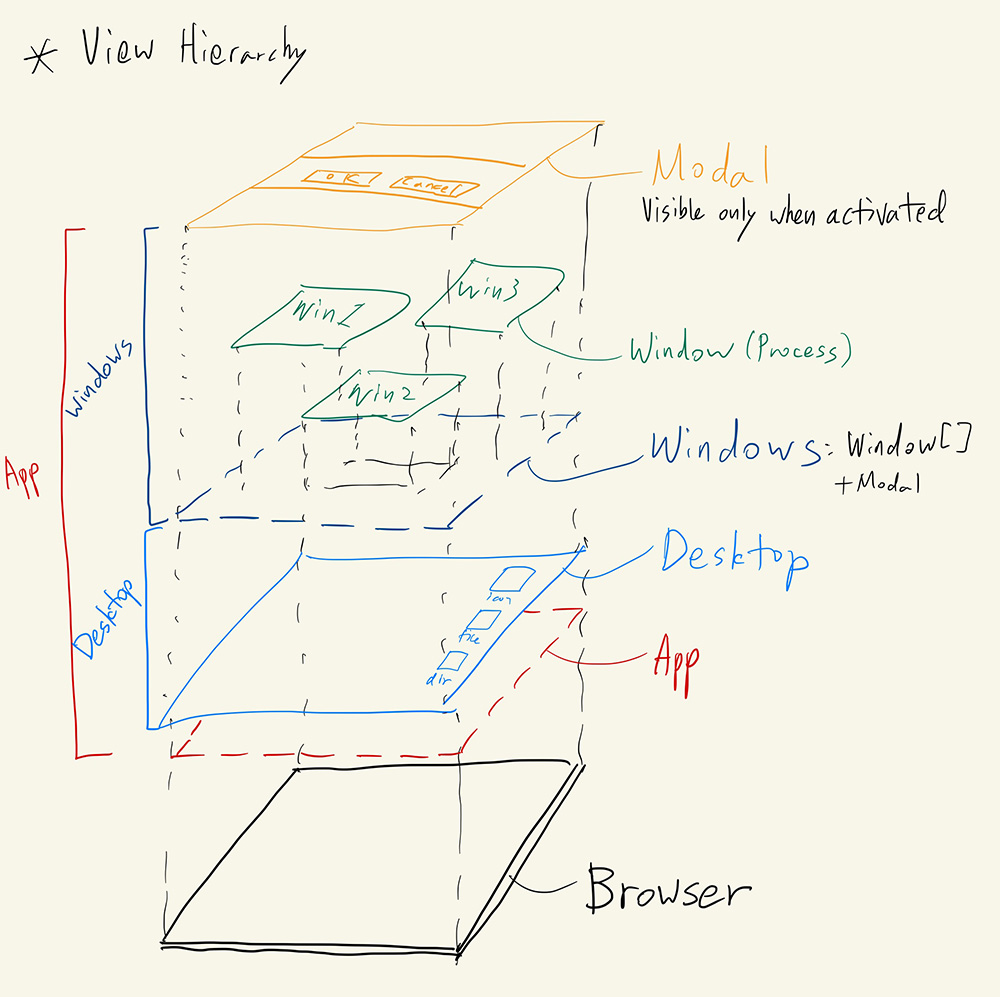 * View Hierarchy
OK Cancel
Modal
Visible only when activated
Win1
Win3
Window (Process)
Win2
Windows
Windows: Window[]
+Modal
App
Desktop
Desktop
icon
file
dir
App
Browser